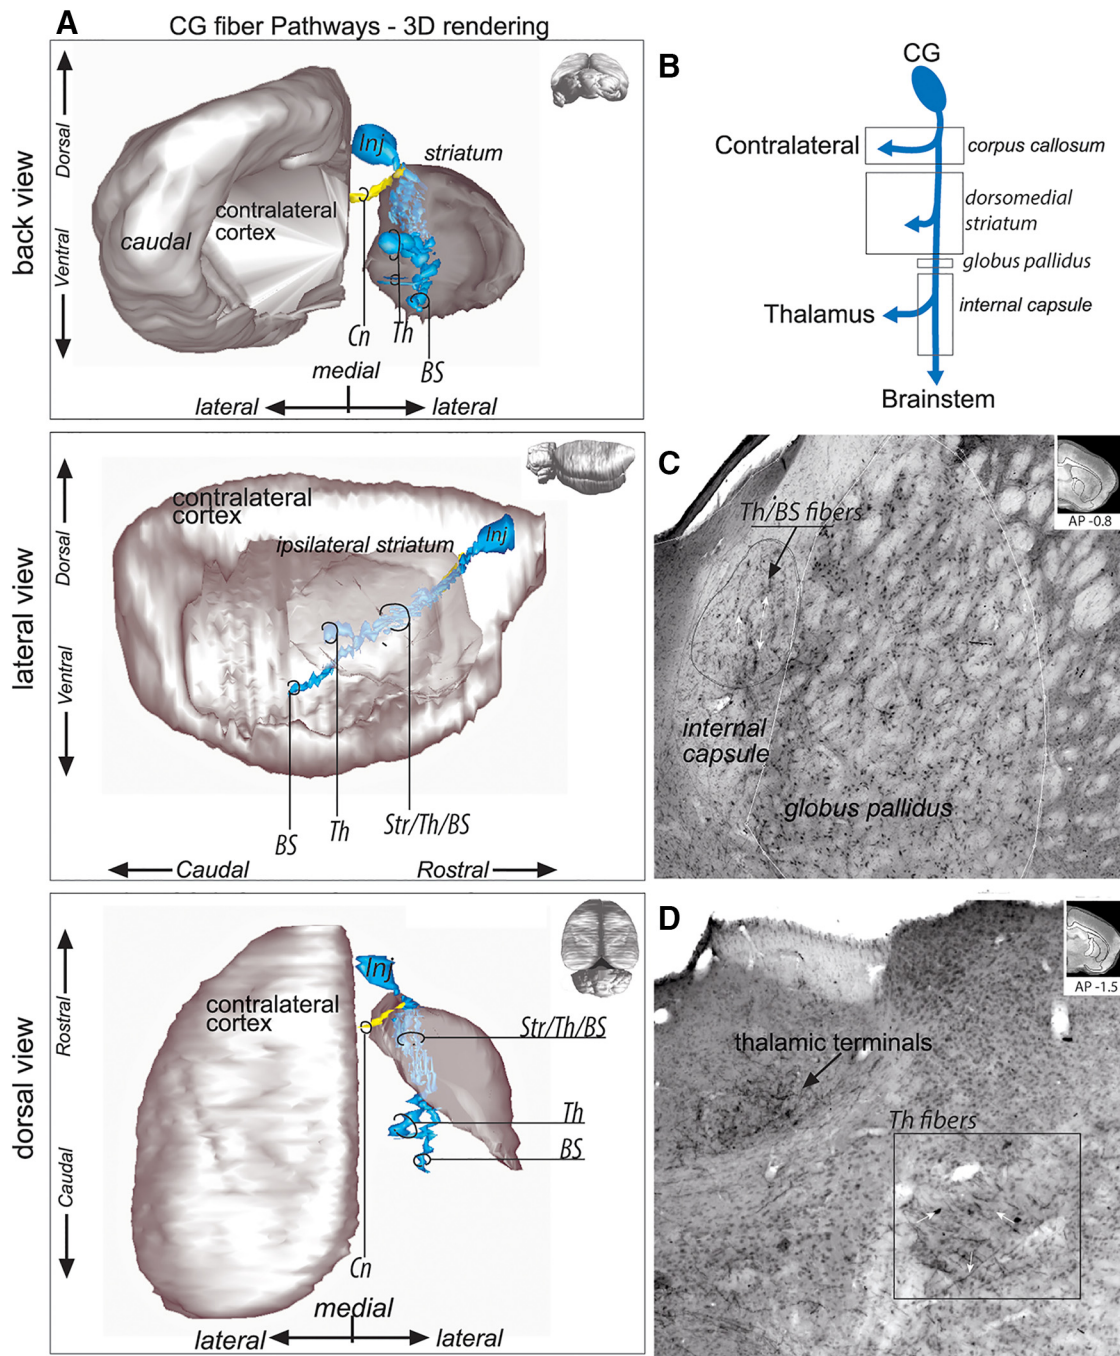 A
CG fiber Pathways - 3D rendering
back view
Dorsal
Ventral
Inj
striatum
contralateral
cortex
caudal
Cn
Th
BS
medial
lateral
lateral
lateral view
Dorsal
Ventral
contralateral
cortex
ipsilateral striatum
Inj
BS
Th
Str/Th/BS
Caudal
Rostral
dorsal view
Rostral
Caudal
Inj
contralateral
cortex
Str/Th/BS
Th
BS
Cn
medial
lateral
lateral
B
CG
Contralateral
corpus callosum
dorsomedial
striatum
globus pallidus
internal capsule
Thalamus
Brainstem
C
AP -0.8
Th/BS fibers
internal
capsule
globus pallidus
D
AP -1.5
thalamic terminals
Th fibers